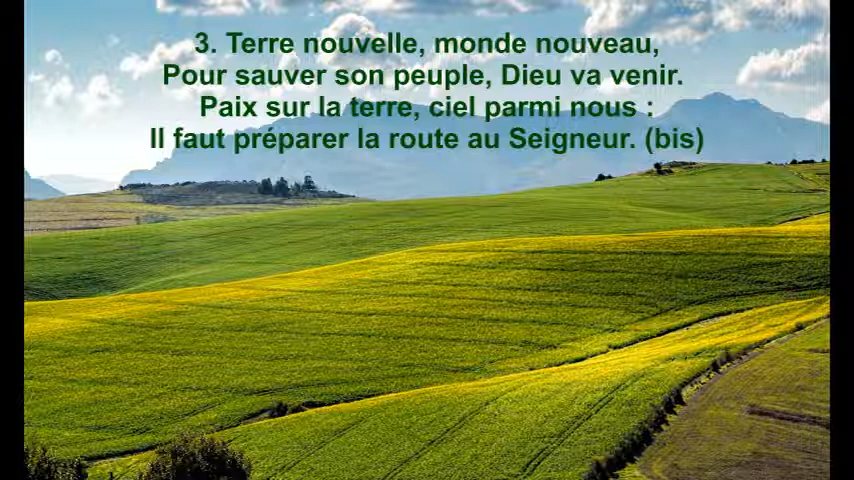 3. Terre nouvelle, monde nouveau,
Pour sauver son peuple, Dieu va venir.
Paix sur la terre, ciel parmi nous :
Il faut préparer la route au Seigneur. (bis)